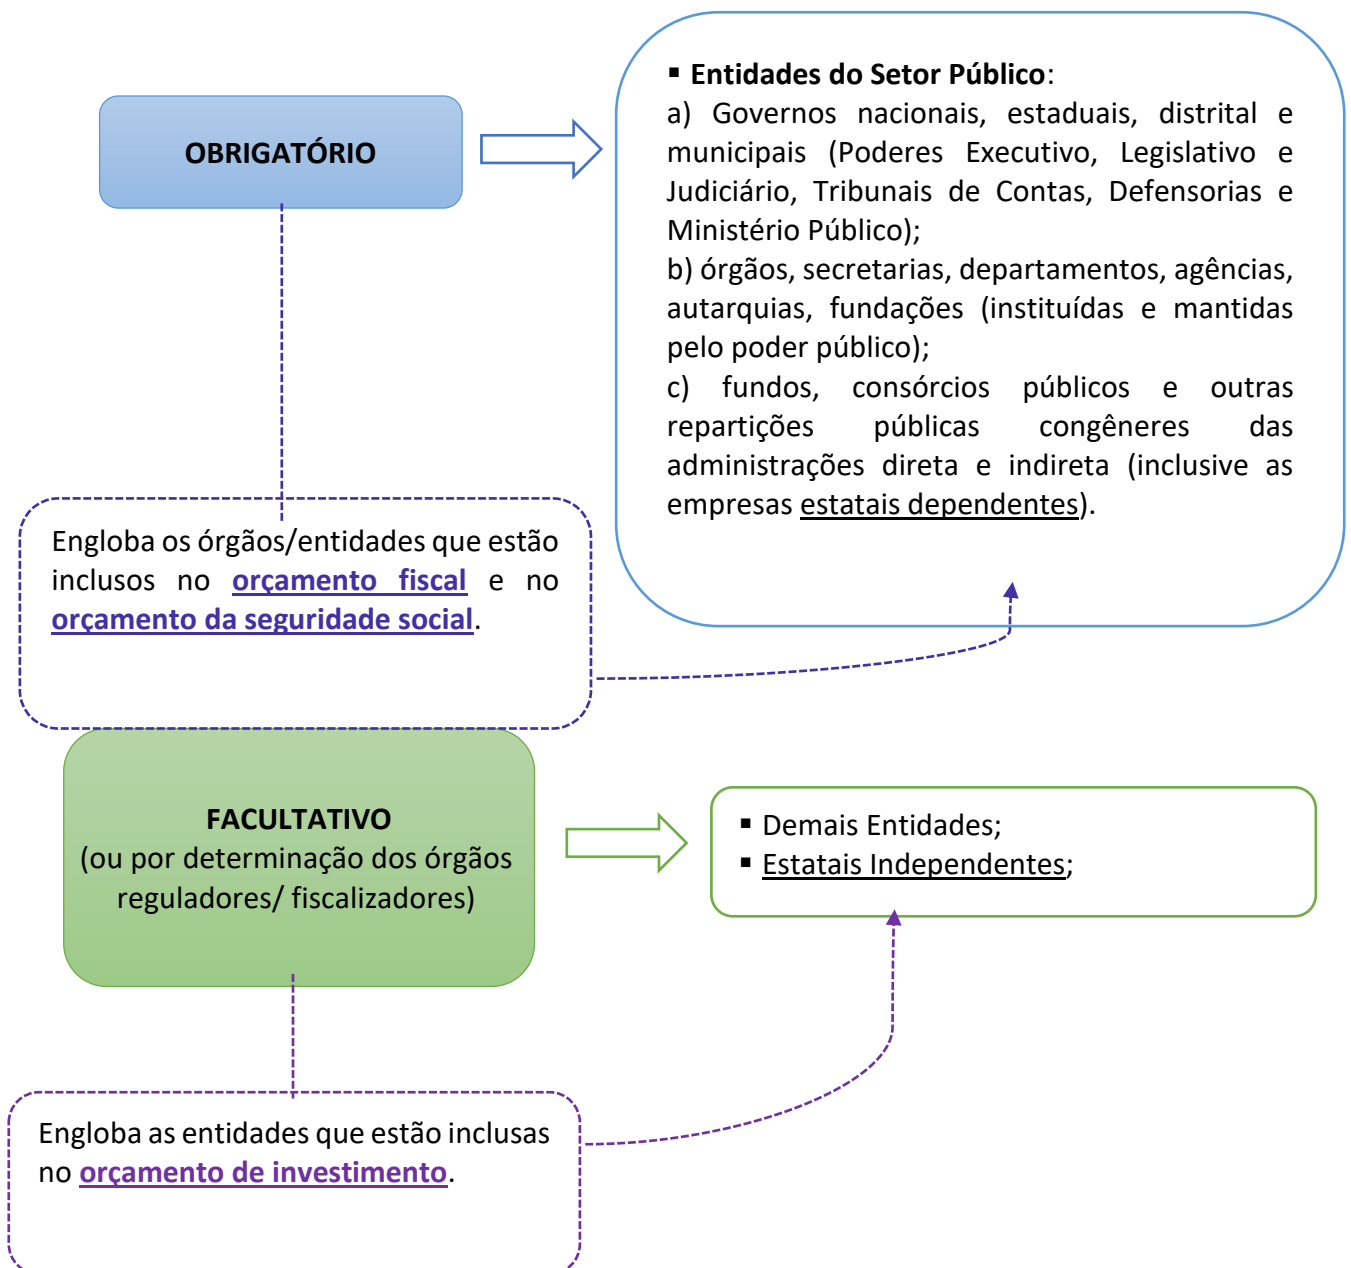 OBRIGATÓRIO
▪ Entidades do Setor Público:
a) Governos nacionais, estaduais, distrital e
municipais (Poderes Executivo, Legislativo e
Judiciário, Tribunais de Contas, Defensorias e
Ministério Público);
b) órgãos, secretarias, departamentos, agências,
autarquias, fundações (instituídas e mantidas
pelo poder público);
c) fundos, consórcios públicos e outras
repartições públicas congêneres das
administrações direta e indireta (inclusive as
empresas estatais dependentes).
Engloba os órgãos/entidades que estão
inclusos no orçamento fiscal e no
orçamento da seguridade social.
FACULTATIVO
(ou por determinação dos órgãos
reguladores/ fiscalizadores)
▪ Demais Entidades;
▪ Estatais Independentes;
Engloba as entidades que estão inclusas
no orçamento de investimento.